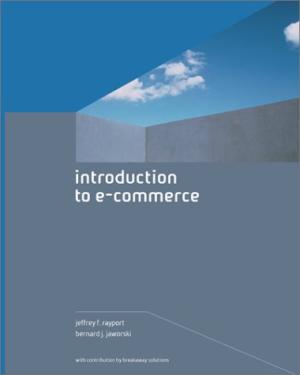 introduction
to e-commerce
jeffrey f. rayport
bernard j. jaworski
with contribution by breakaway solutions